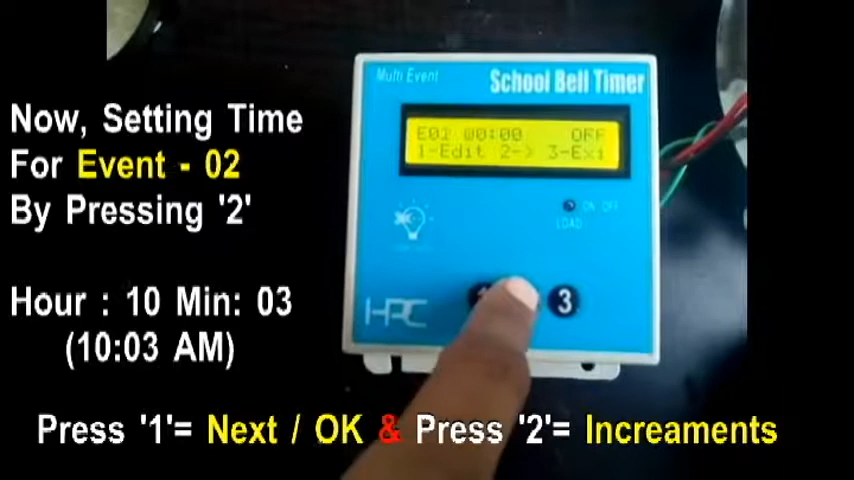 Now, Setting Time
For Event - 02
By Pressing '2'
Hour : 10 Min: 03
(10:03 AM)
Multi Event
School Bell Timer
E02 @0:00 OFF
1-Edit 2-> 3-Exi
ON OFF
LOAD
HPC
3
Press '1'= Next / OK & Press '2'= Increaments